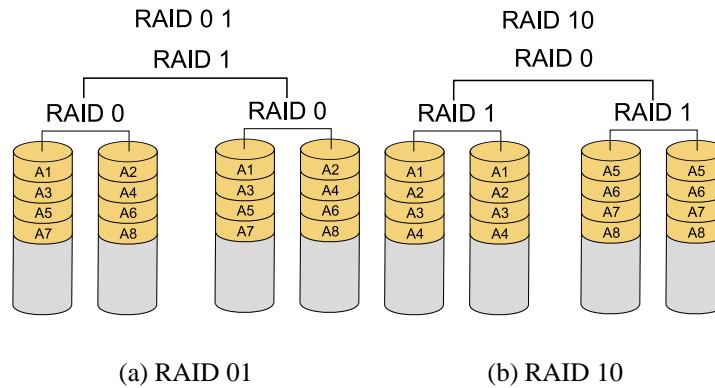 RAID 0 1 RAID 10
RAID 1 RAID 0
RAID 0 RAID 0 RAID 1 RAID 1
A1 A2 A1 A2 A1 A1 A5 A5
A3 A4 A3 A4 A2 A2 A6 A6
A5 A6 A5 A6 A3 A3 A7 A7
A7 A8 A7 A8 A4 A4 A8 A8
(a) RAID 01 (b) RAID 10